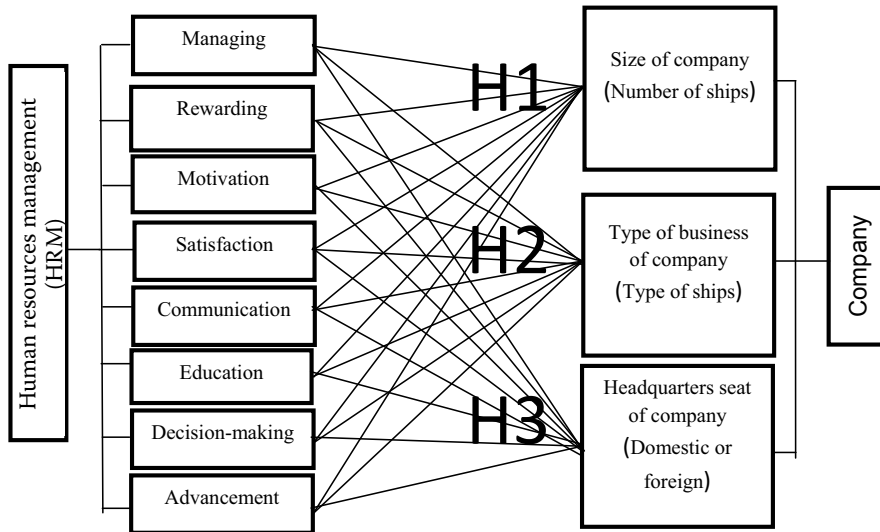 Human resources management
(HRM)
Managing
Rewarding
Motivation
Satisfaction
Communication
Education
Decision-making
Advancement
H1
H2
H3
Size of company
(Number of ships)
Type of business
of company
(Type of ships)
Headquarters seat
of company
(Domestic or
foreign)
Company